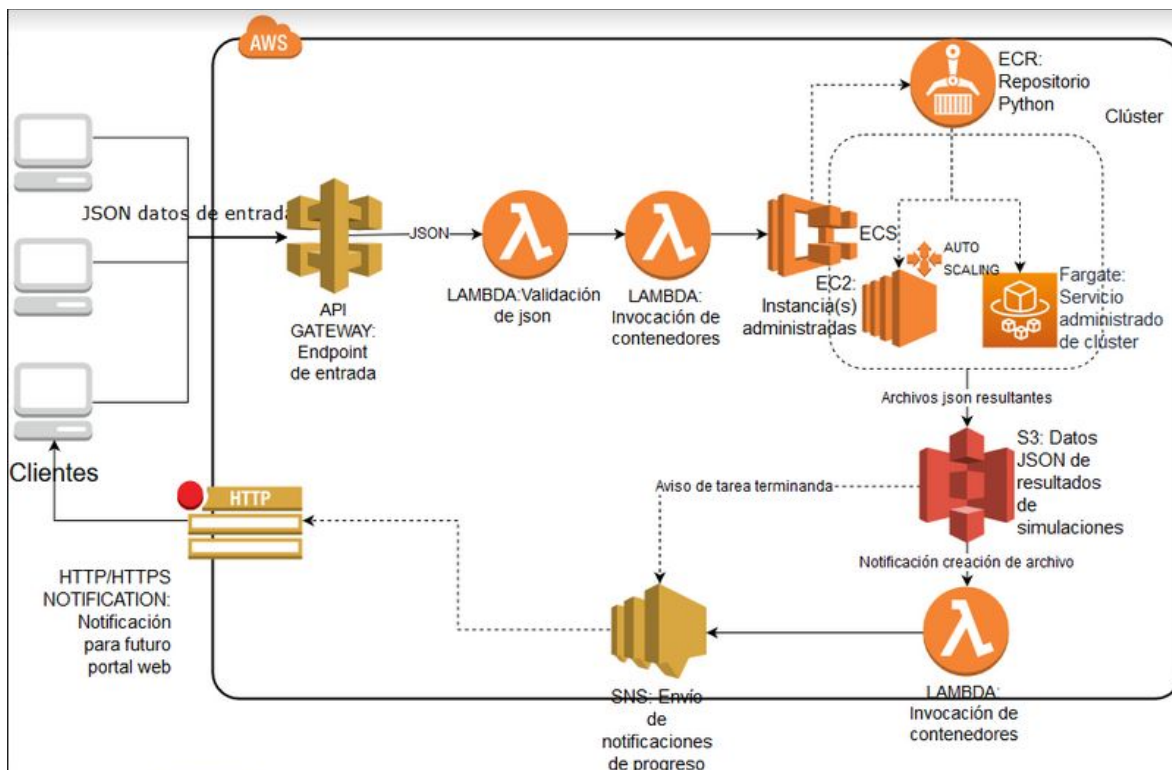 AWS
ECR:
Repositorio
Python
Clúster
JSON datos de entrada
JSON
API
GATEWAY:
Endpoint
de entrada
LAMBDA:Validación
de json
LAMBDA:
Invocación de
contenedores
ECS
AUTO
SCALING
EC2:
Instancia(s)
administradas
Fargate:
Servicio
administrado
de clúster
Archivos json resultantes
S3: Datos
JSON de
resultados
de
simulaciones
Clientes
Aviso de tarea terminanda
HTTP
Notificación creación de archivo
HTTP/HTTPS
NOTIFICATION:
Notificación
para futuro
portal web
SNS: Envío
de
notificaciones
de progreso
LAMBDA:
Invocación de
contenedores